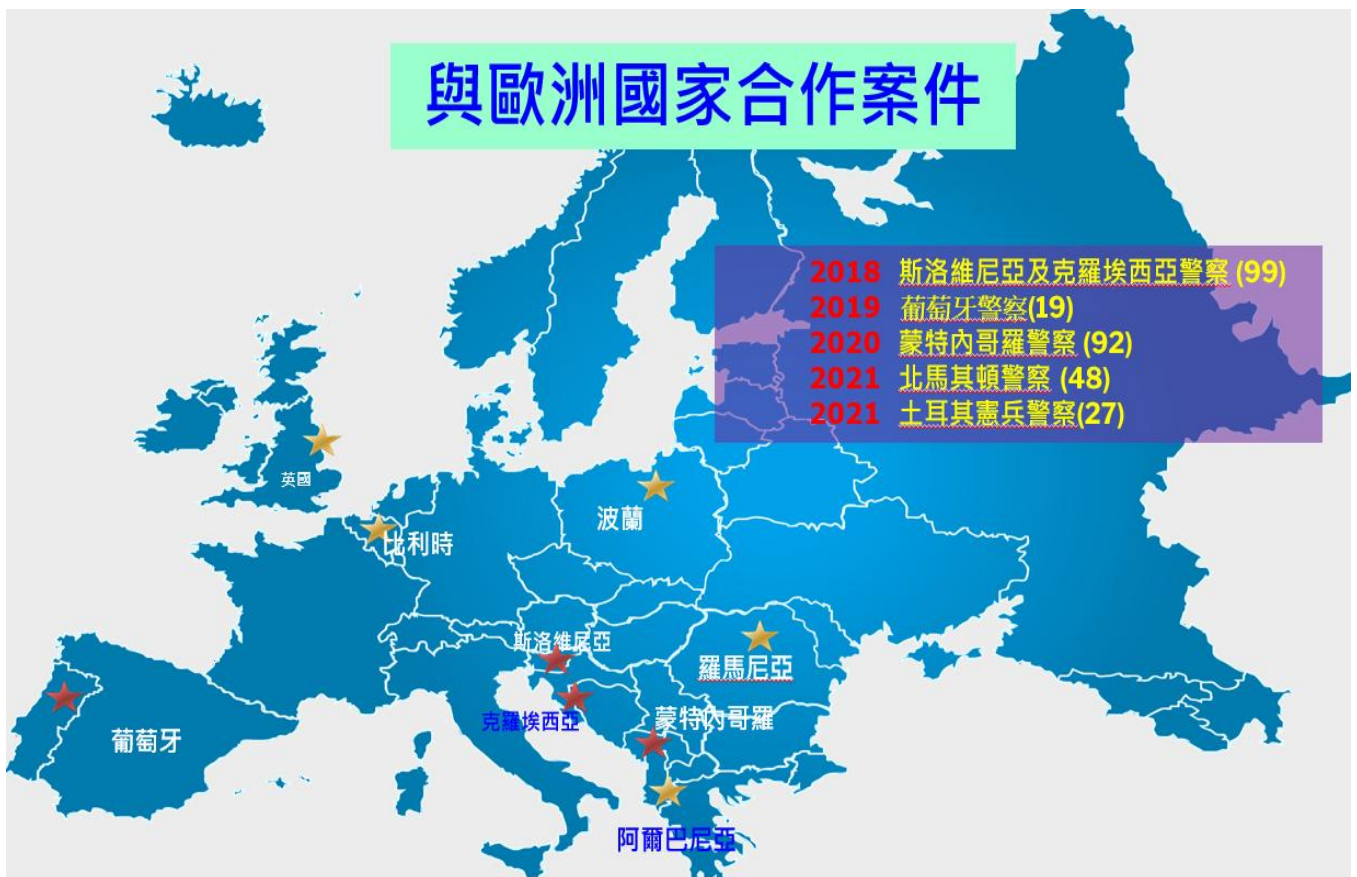 與歐洲國家合作案件
2018 斯洛維尼亞及克羅埃西亞警察 (99)
2019 葡萄牙警察(19)
2020 蒙特內哥羅警察 (92)
2021 北馬其頓警察 (48)
2021 土耳其憲兵警察(27)
英國
波蘭
比利時
斯洛維尼亞
羅馬尼亞
克羅埃西亞
蒙特內哥羅
葡萄牙
阿爾巴尼亞